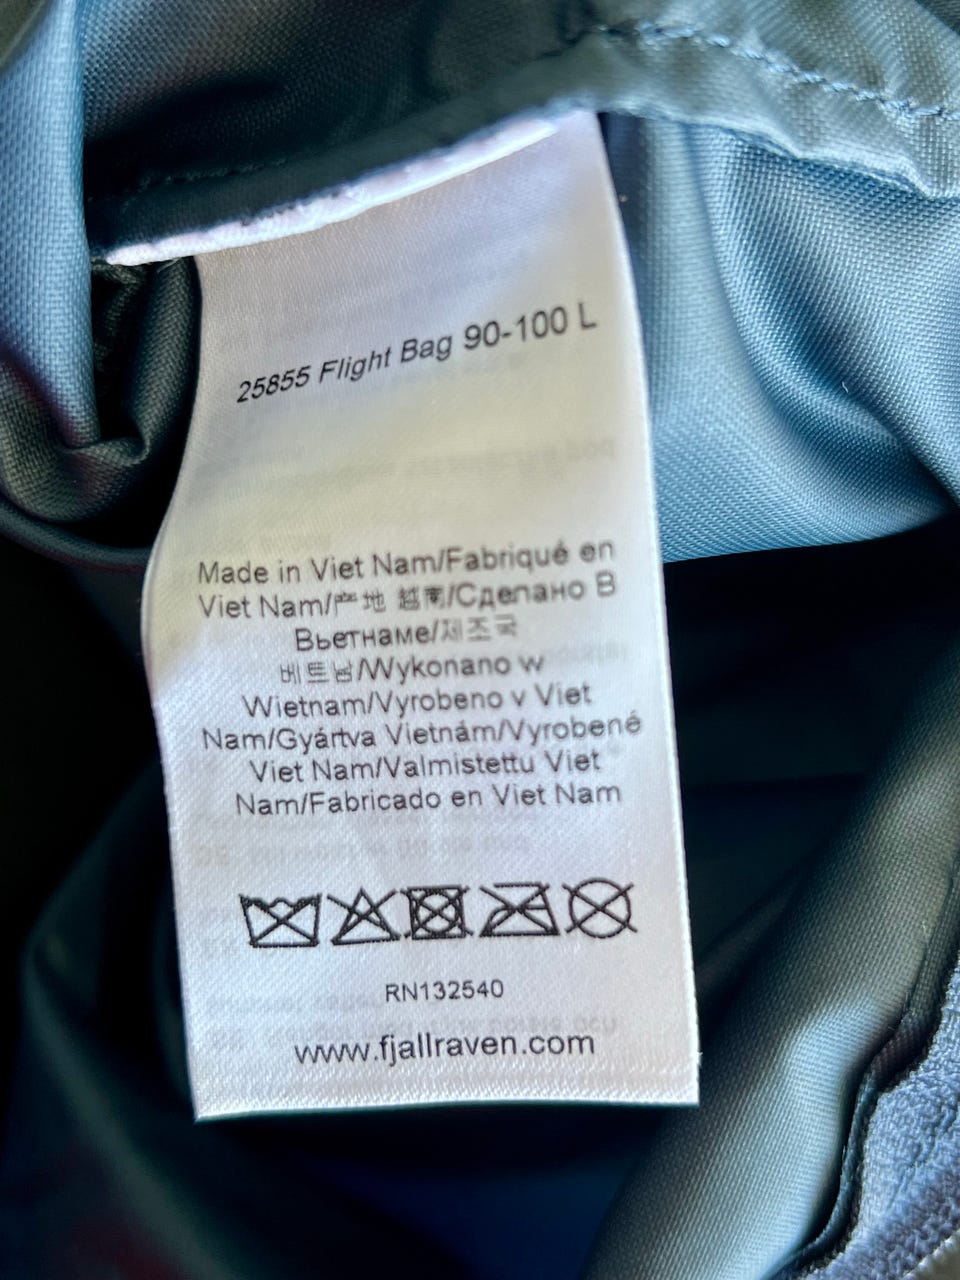 25855 Flight Bag 90-100 L
Made in Viet Nam/Fabriqué en
Viet Nam/产地 越南/Сделано В
Вьетнаме/제조국
베트남/Wykonano w
Wietnam/Vyrobeno v Viet
Nam/Gyártva Vietnám/Vyrobené
Viet Nam/Valmistettu Viet
Nam/Fabricado en Viet Nam
RN132540
www.fjallraven.com